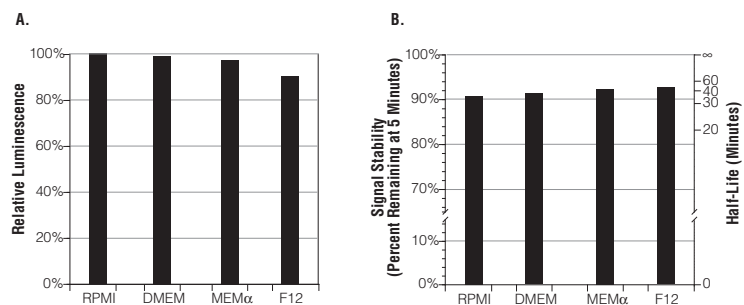 A.
Relative Luminescence
100%
80%
60%
40%
20%
0%
RPMI DMEM MEMα F12
B.
Signal Stability
(Percent Remaining at 5 Minutes)
100%
90%
80%
70%
10%
0%
RPMI DMEM MEMα F12
∞
60
40
30
20
0
Half-Life (Minutes)